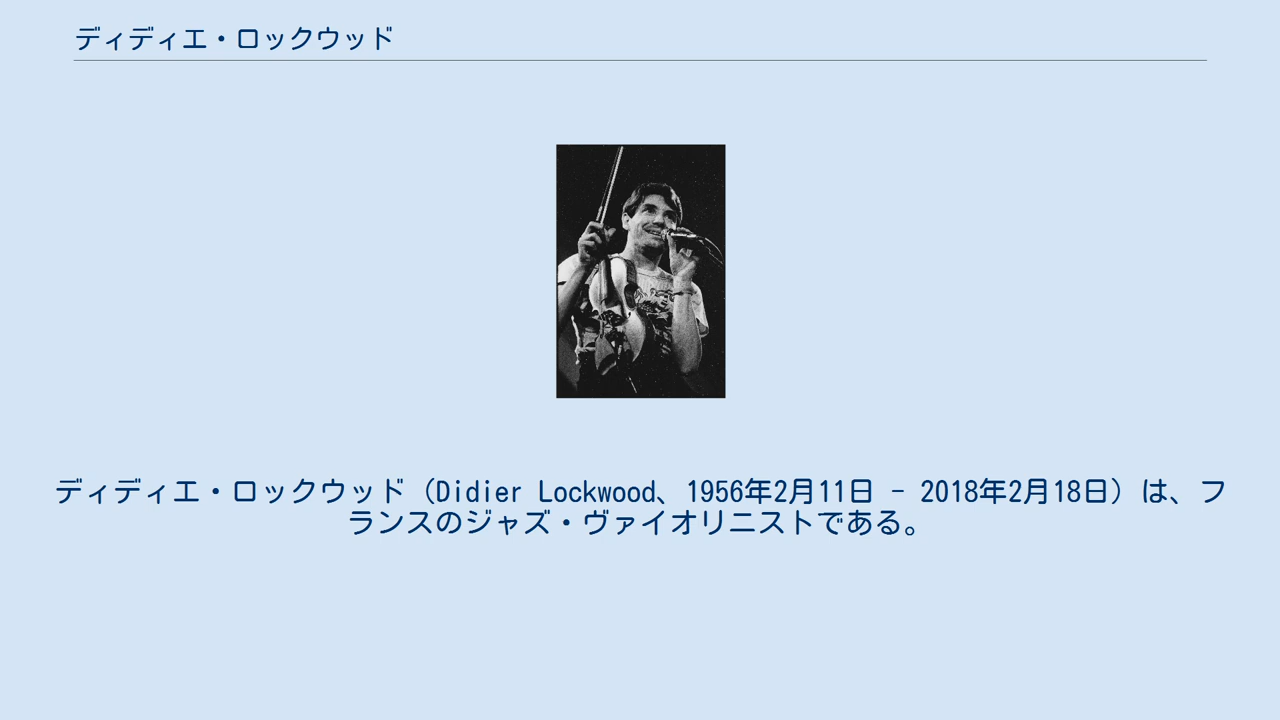 ディディエ・ロックウッド
ディディエ・ロックウッド（Didier Lockwood、1956年2月11日 - 2018年2月18日）は、フ
ランスのジャズ・ヴァイオリニストである。